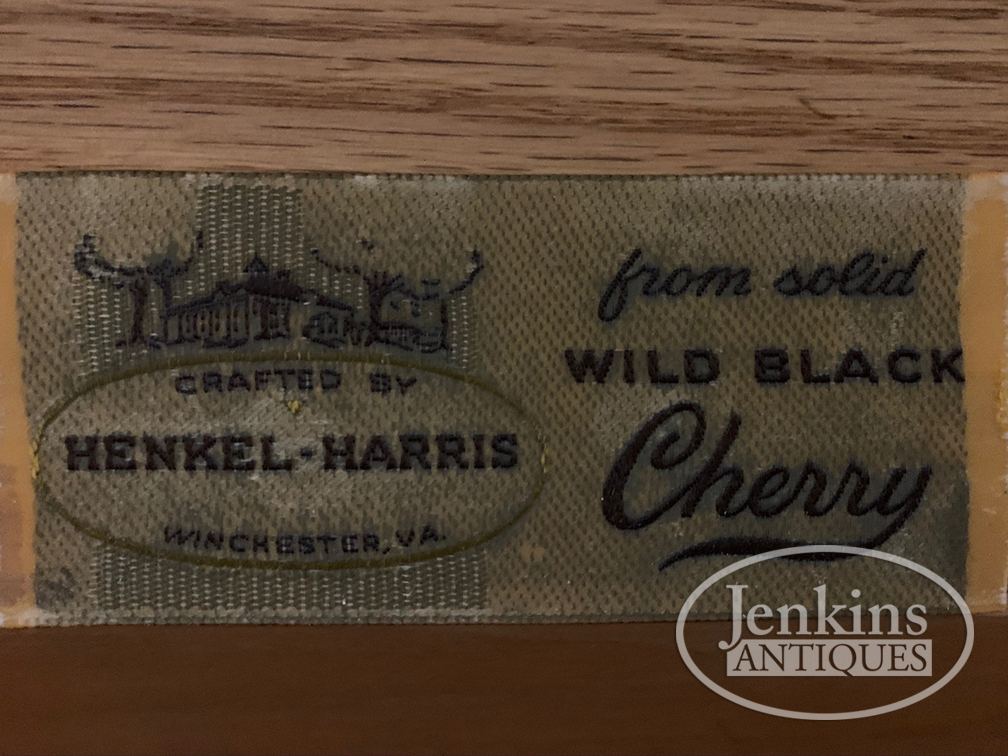 CRAFTED BY
HENKEL-HARRIS
WINCHESTER, VA.
from solid
WILD BLACK
Cherry
Jenkins
ANTIQUES